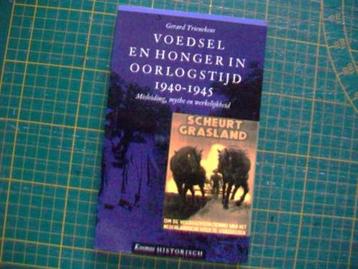 Gerard Trienekens
VOEDSEL
EN HONGER IN
OORLOGSTIJD
1940-1945
Misleiding, mythe en werkelijkheid
SCHEURT
GRASLAND
Kosmos HISTORISCH